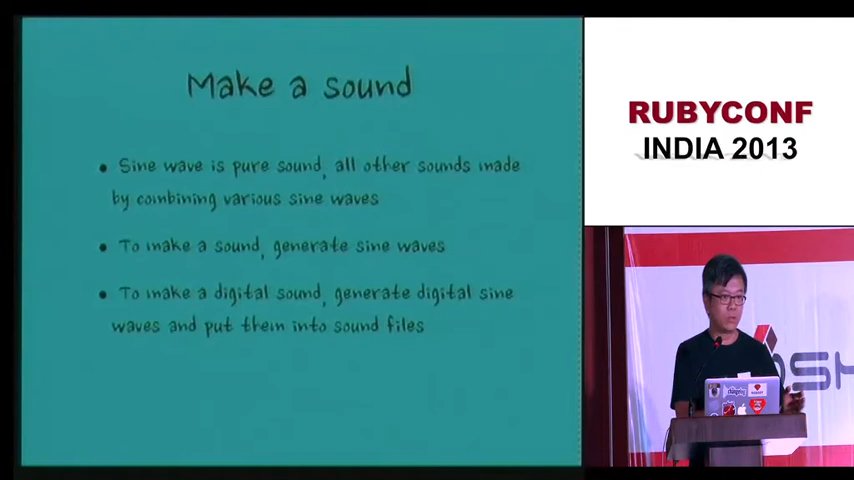 Make a sound
• Sine wave is pure sound, all other sounds made
by combining various sine waves
• To make a sound, generate sine waves
• To make a digital sound, generate digital sine
waves and put them into sound files
RUBYCONF
INDIA 2013
OSH